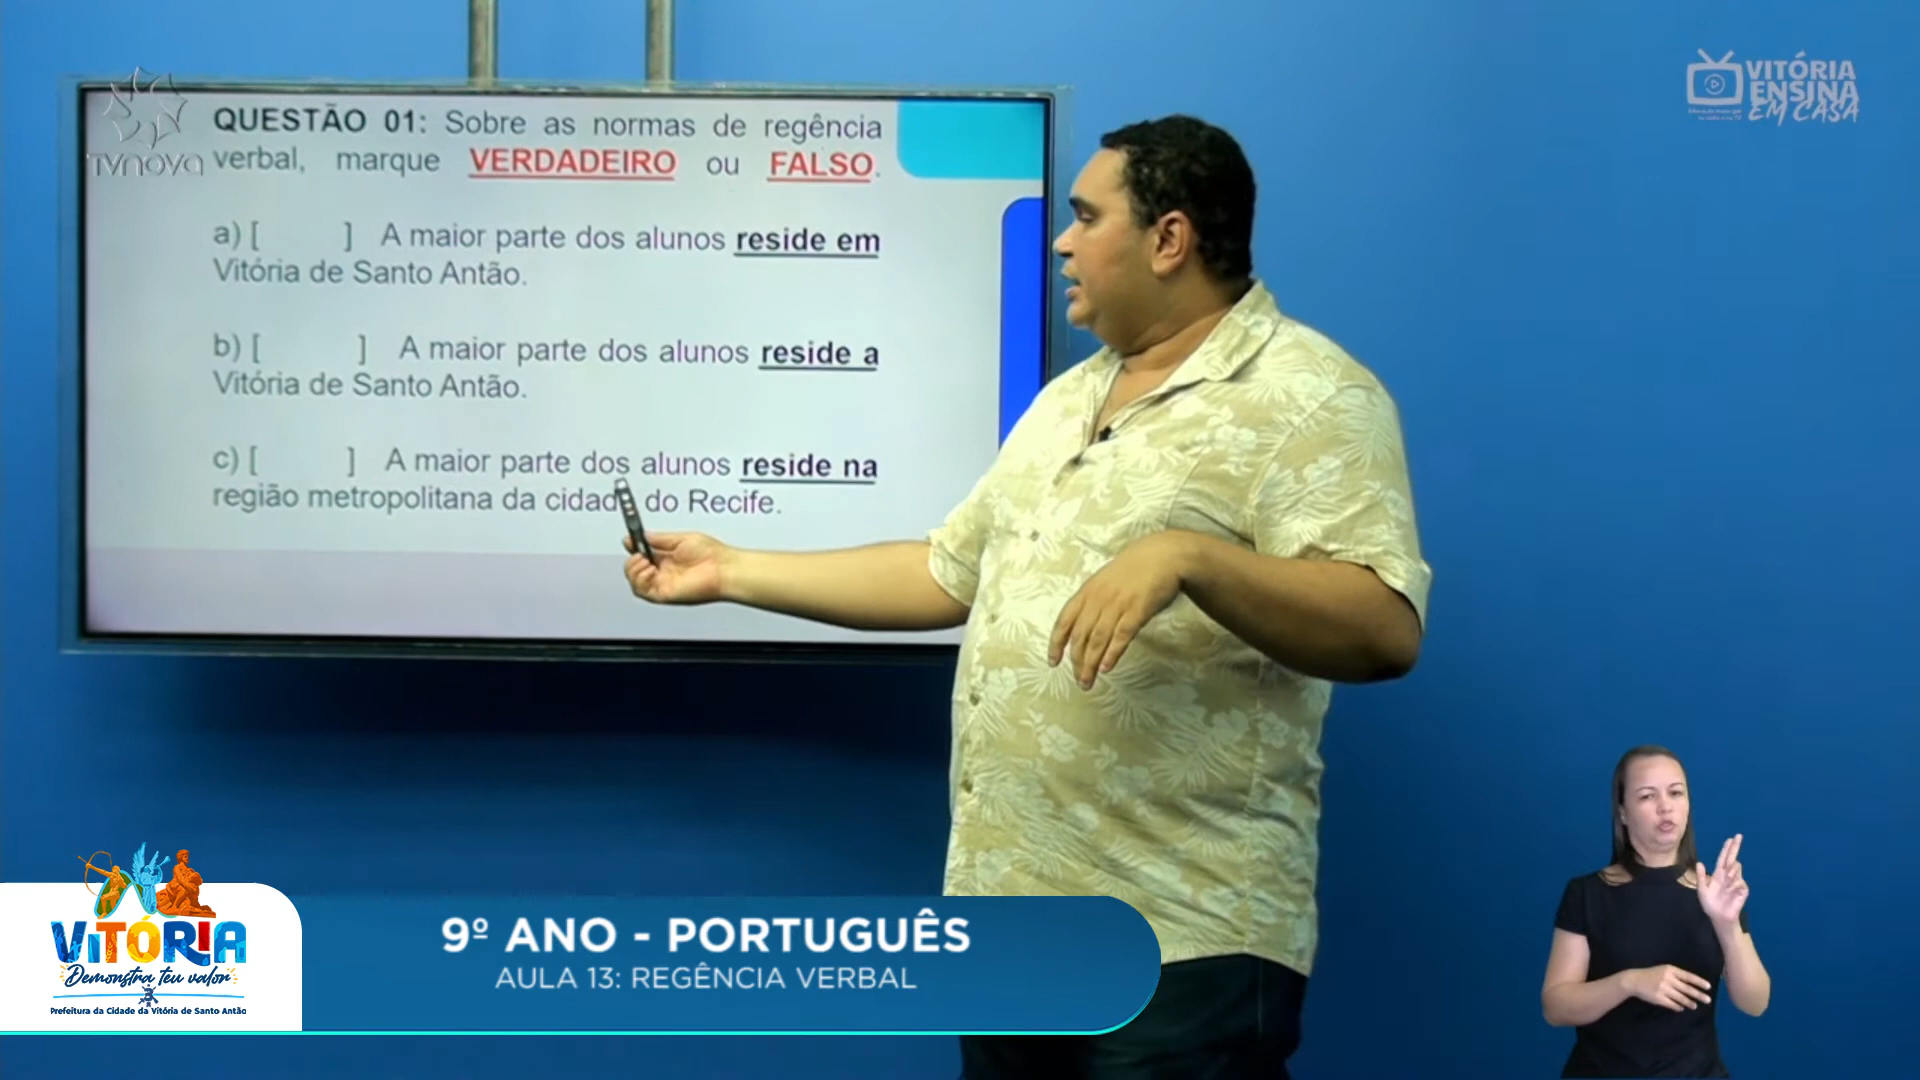 QUESTÃO 01: Sobre as normas de regência
verbal, marque VERDADEIRO ou FALSO.
a) [ ] A maior parte dos alunos reside em
Vitória de Santo Antão.
b) [ ] A maior parte dos alunos reside a
Vitória de Santo Antão.
c) [ ] A maior parte dos alunos reside na
região metropolitana da cidade do Recife.
TVNOVA
VITÓRIA
ENSINA
EM CASA
9º ANO - PORTUGUÊS
AULA 13: REGÊNCIA VERBAL
VITÓRIA
Demonstra teu valor
Prefeitura da Cidade da Vitória de Santo Antão